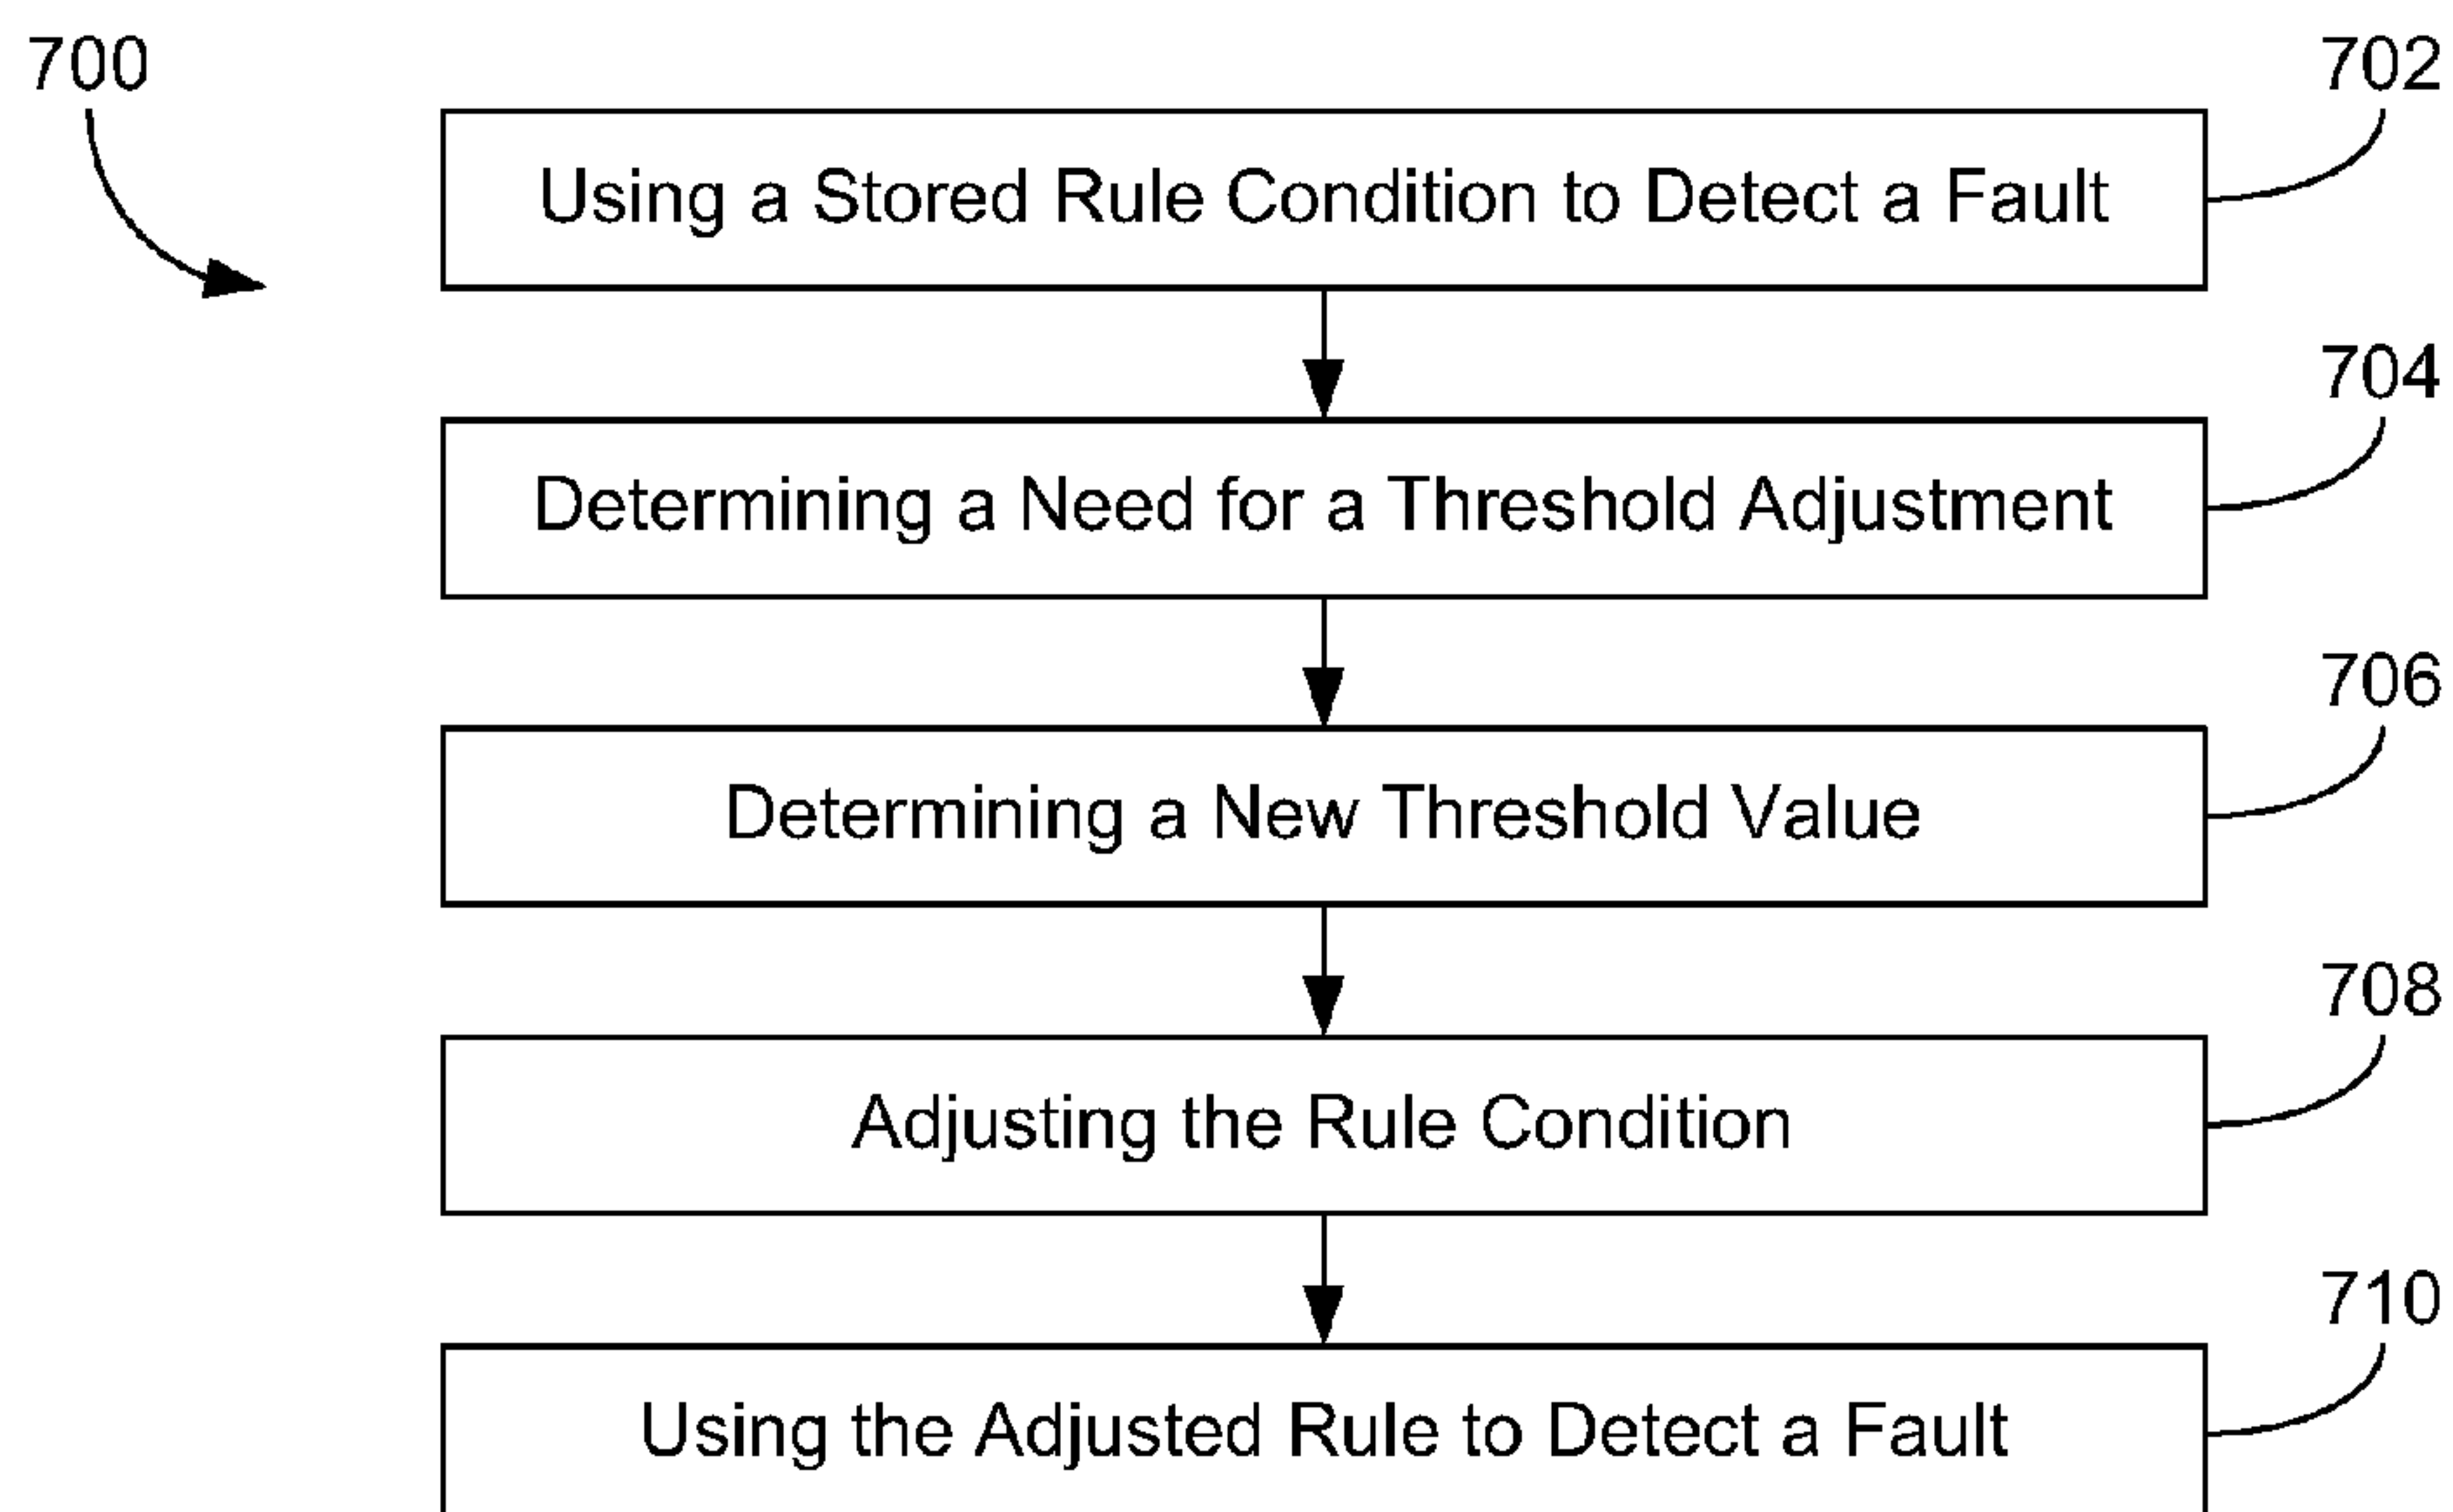 700
702
Using a Stored Rule Condition to Detect a Fault
704
Determining a Need for a Threshold Adjustment
706
Determining a New Threshold Value
708
Adjusting the Rule Condition
710
Using the Adjusted Rule to Detect a Fault